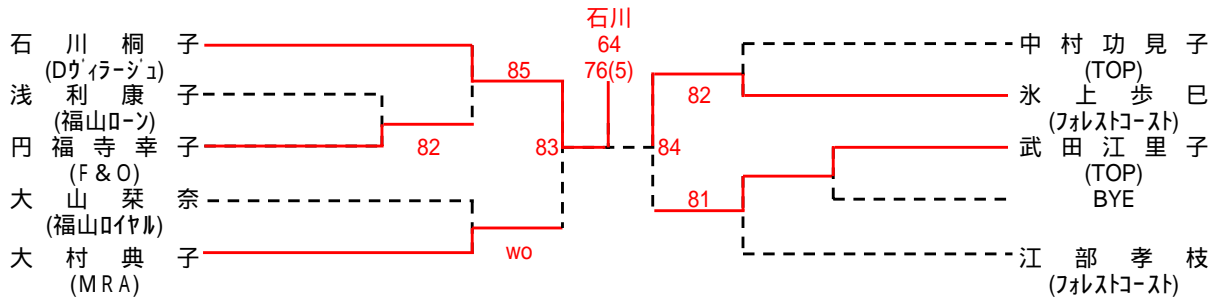 石川
64
76(5)
石川桐子
(Dヴィラージュ)
85
浅利康子
(福山ローン)
82
円福寺幸子
(F&O)
83
大山栞奈
(福山ロイヤル)
wo
大村典子
(MRA)
中村功見子
(TOP)
82
氷上歩巳
(フォレストコースト)
84
武田江里子
(TOP)
81
BYE
江部孝枝
(フォレストコースト)